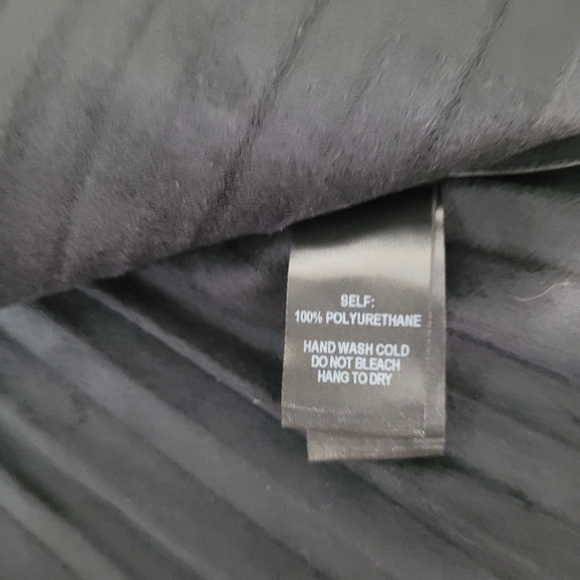 SELF:
100% POLYURETHANE
HAND WASH COLD
DO NOT BLEACH
HANG TO DRY